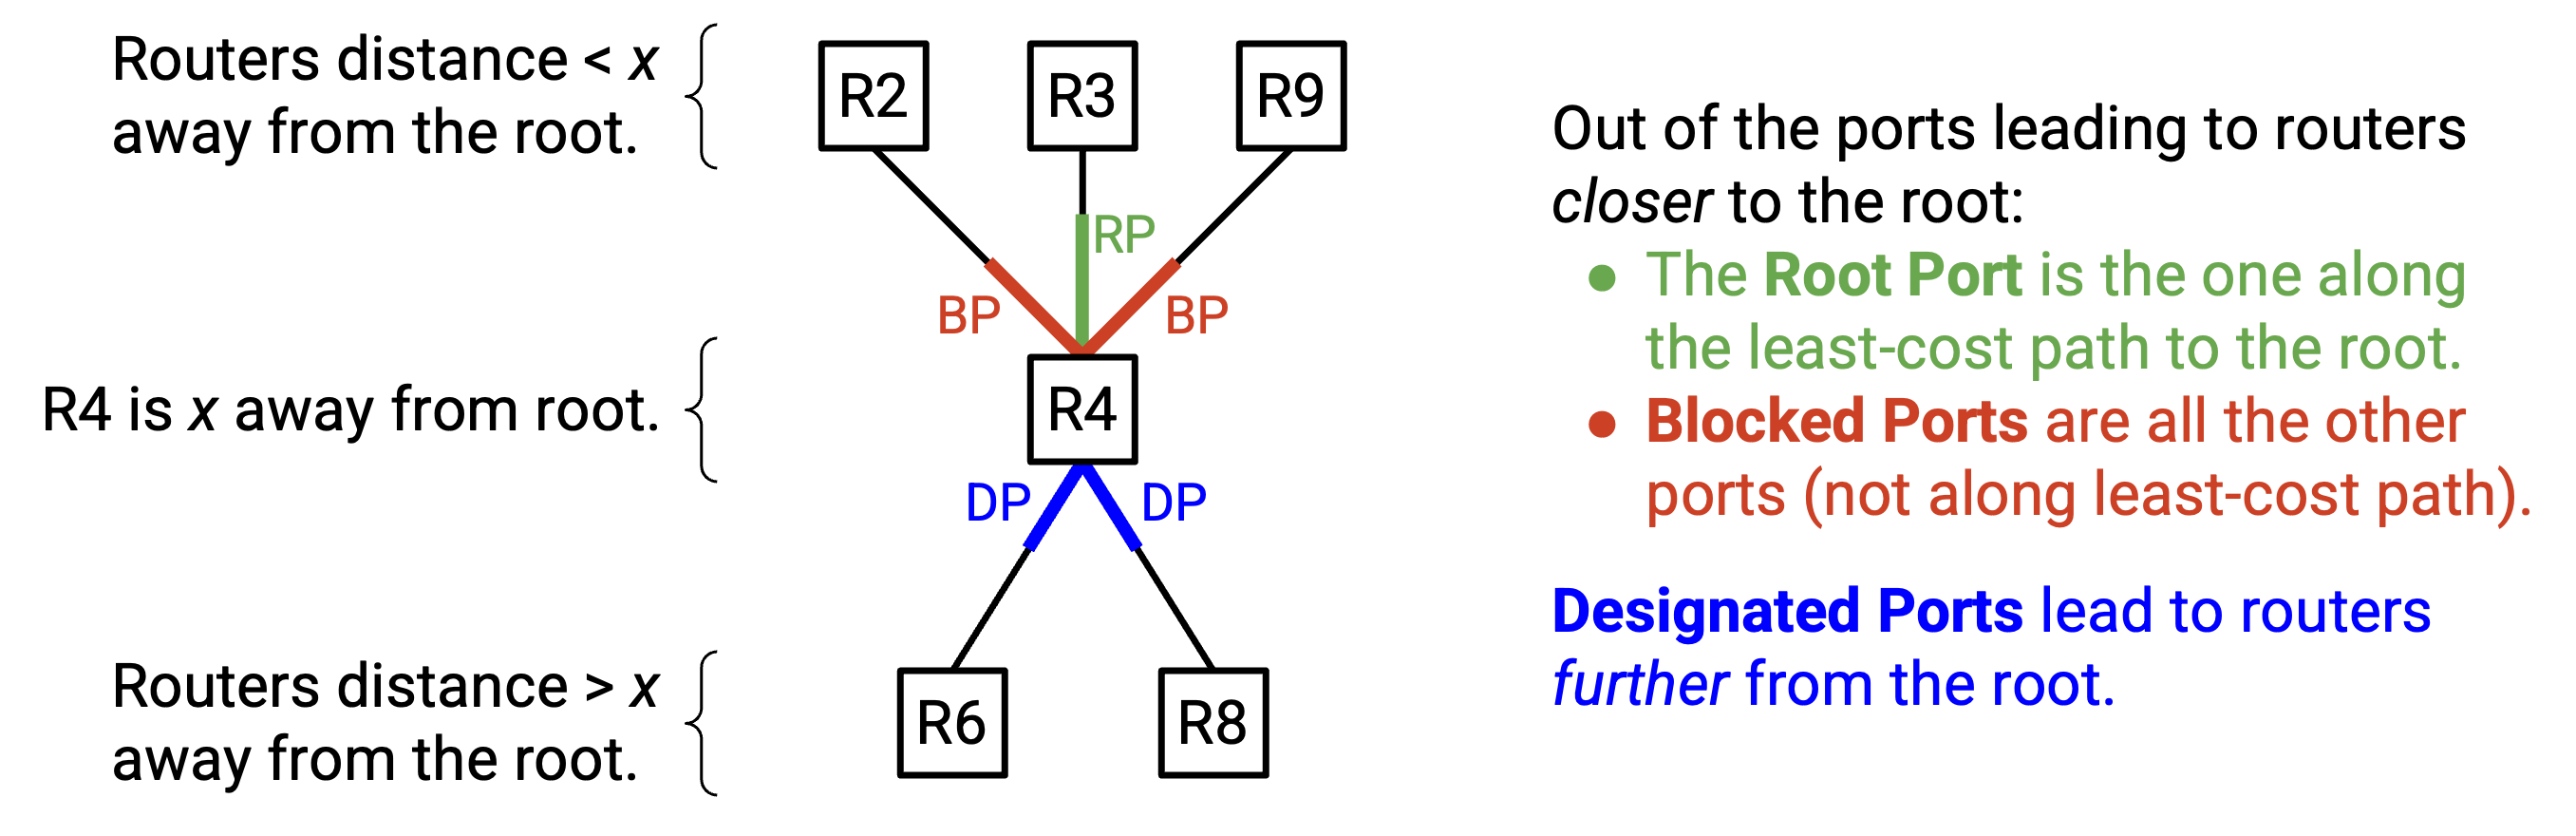 Routers distance < x
away from the root.
R2
R3
R9
RP
BP
BP
R4 is x away from root.
R4
DP
DP
Routers distance > x
away from the root.
R6
R8
Out of the ports leading to routers
closer to the root:
● The Root Port is the one along
the least-cost path to the root.
● Blocked Ports are all the other
ports (not along least-cost path).
Designated Ports lead to routers
further from the root.